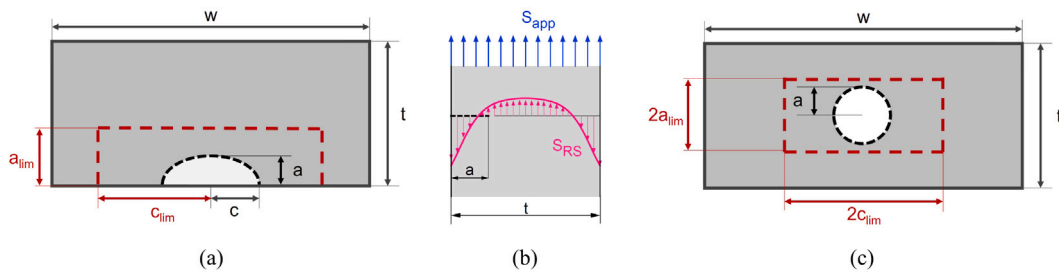 w
t
a_lim
a
c_lim
c
(a)
S_app
S_RS
a
t
(b)
w
2a_lim
a
t
2c_lim
(c)